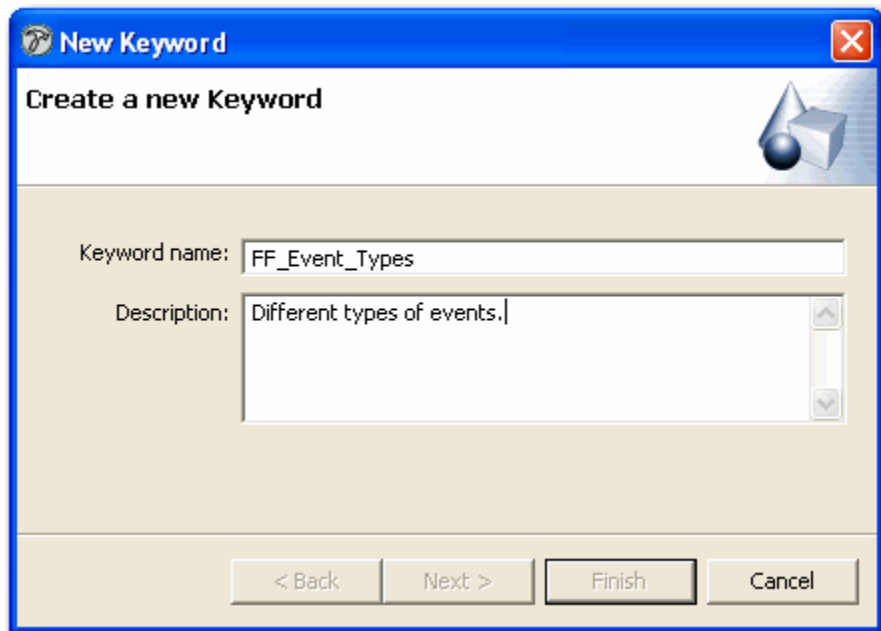 New Keyword
Create a new Keyword
Keyword name: FF_Event_Types
Description: Different types of events.
< Back Next > Finish Cancel